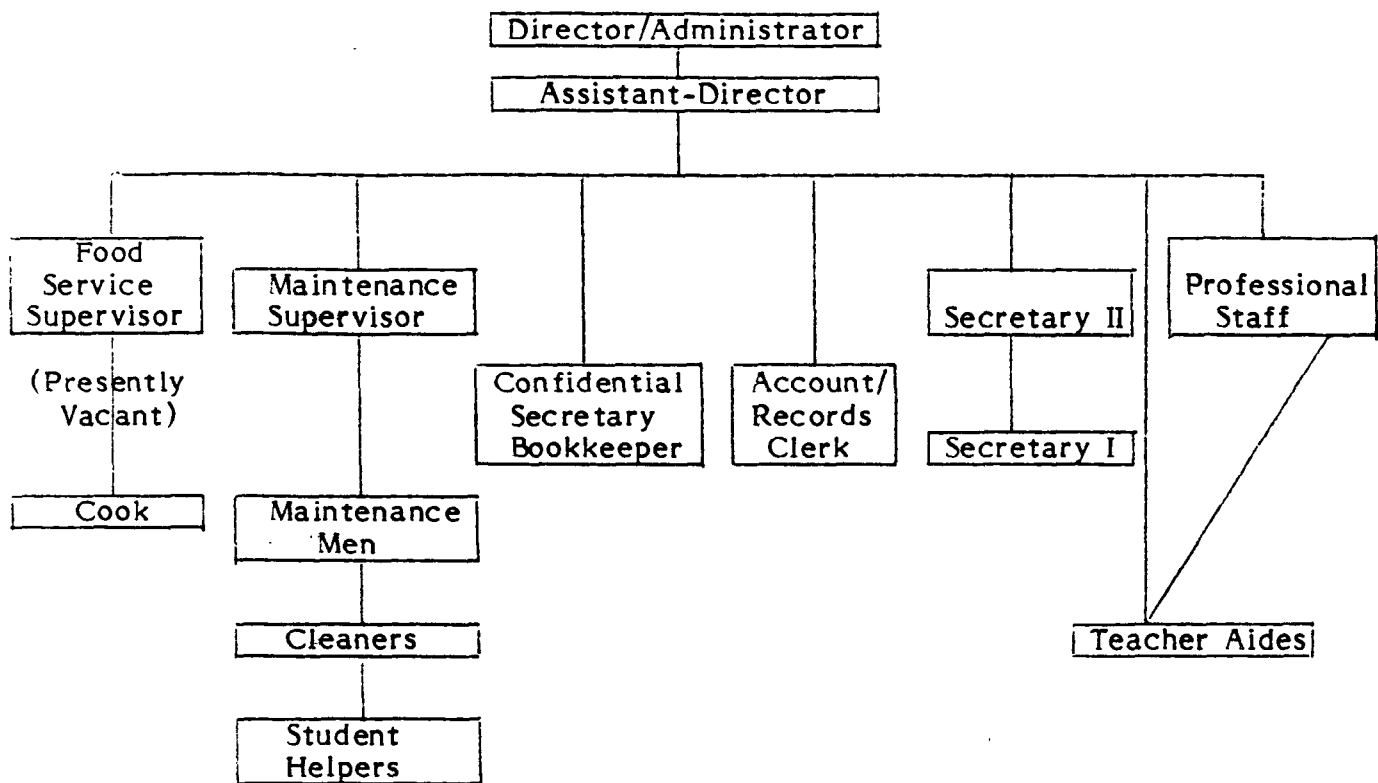 Director/Administrator
Assistant-Director
Food
Service
Supervisor
(Presently
Vacant)
Cook
Maintenance
Supervisor
Maintenance
Men
Cleaners
Student
Helpers
Confidential
Secretary
Bookkeeper
Account/
Records
Clerk
Secretary II
Secretary I
Professional
Staff
Teacher Aides